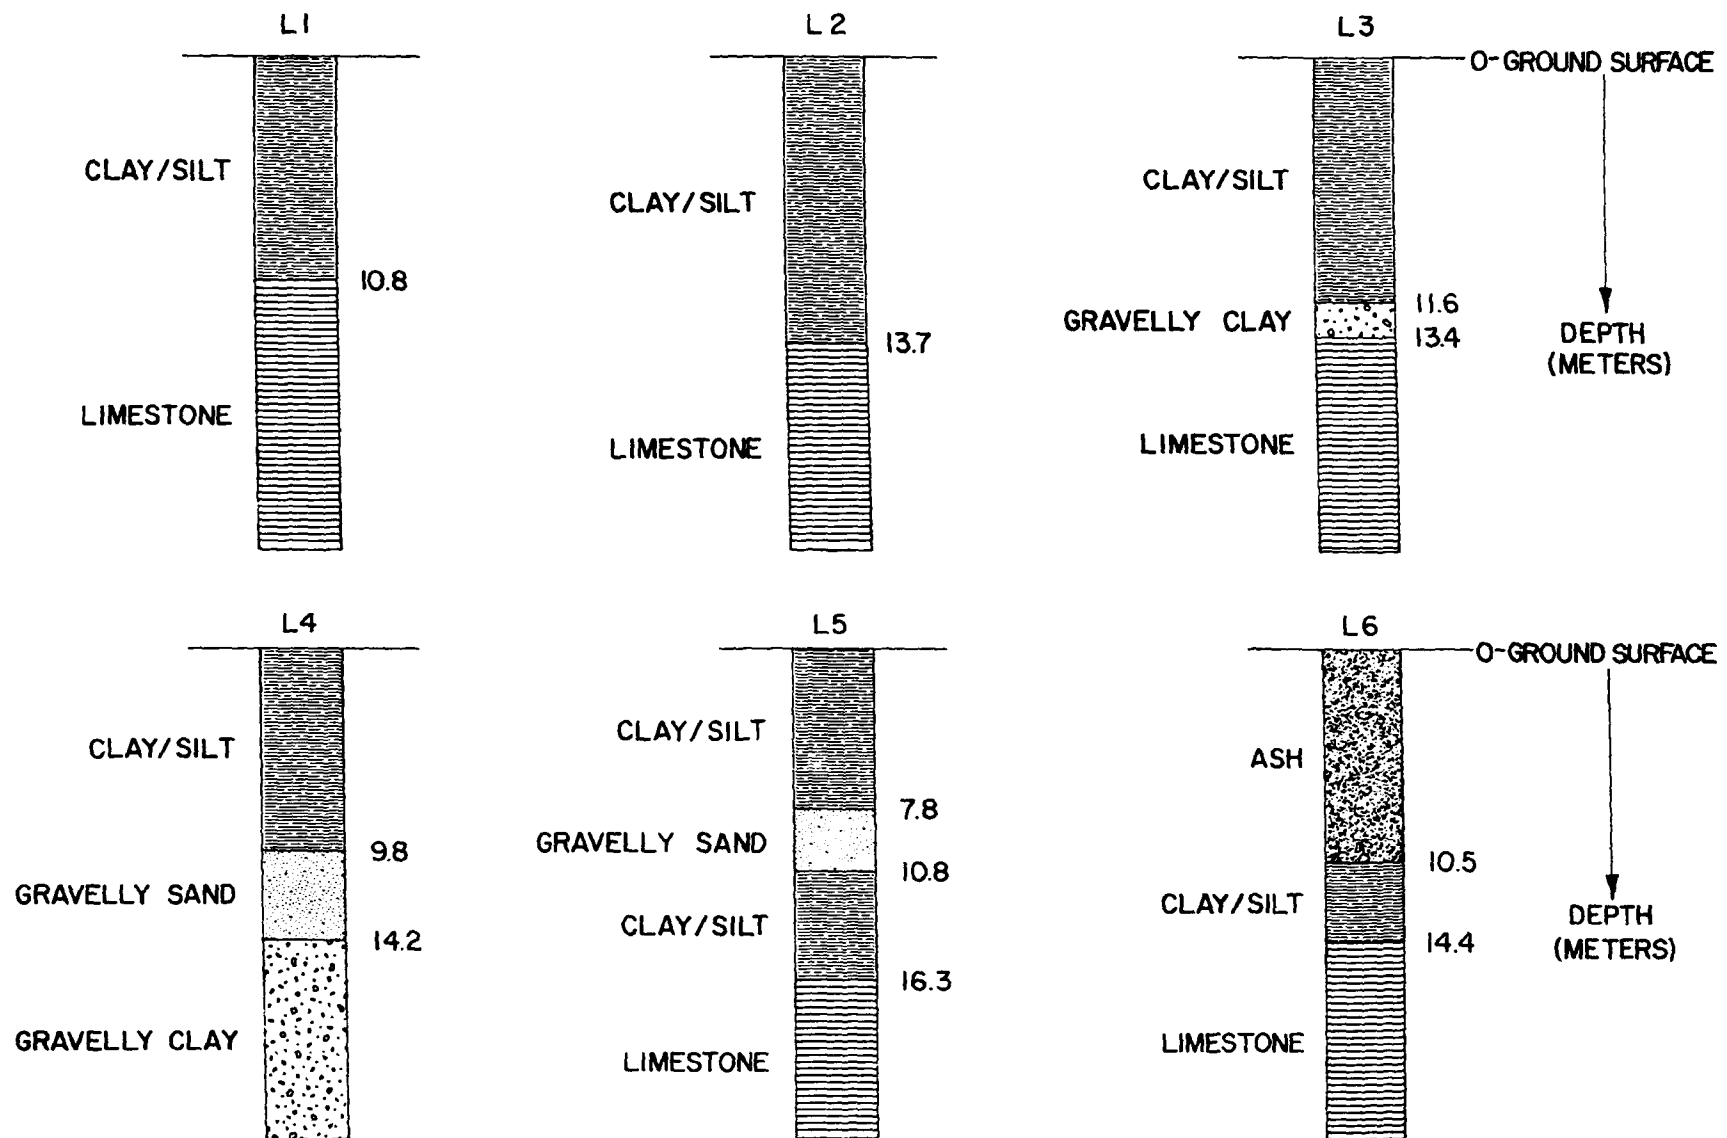 L1
L2
L3
0-GROUND SURFACE
CLAY/SILT
CLAY/SILT
CLAY/SILT
10.8
11.6
GRAVELLY CLAY
13.7
13.4
DEPTH
(METERS)
LIMESTONE
LIMESTONE
LIMESTONE
L4
L5
L6
0-GROUND SURFACE
CLAY/SILT
CLAY/SILT
ASH
7.8
9.8
GRAVELLY SAND
10.5
10.8
GRAVELLY SAND
CLAY/SILT
CLAY/SILT
DEPTH
(METERS)
14.2
14.4
16.3
GRAVELLY CLAY
LIMESTONE
LIMESTONE